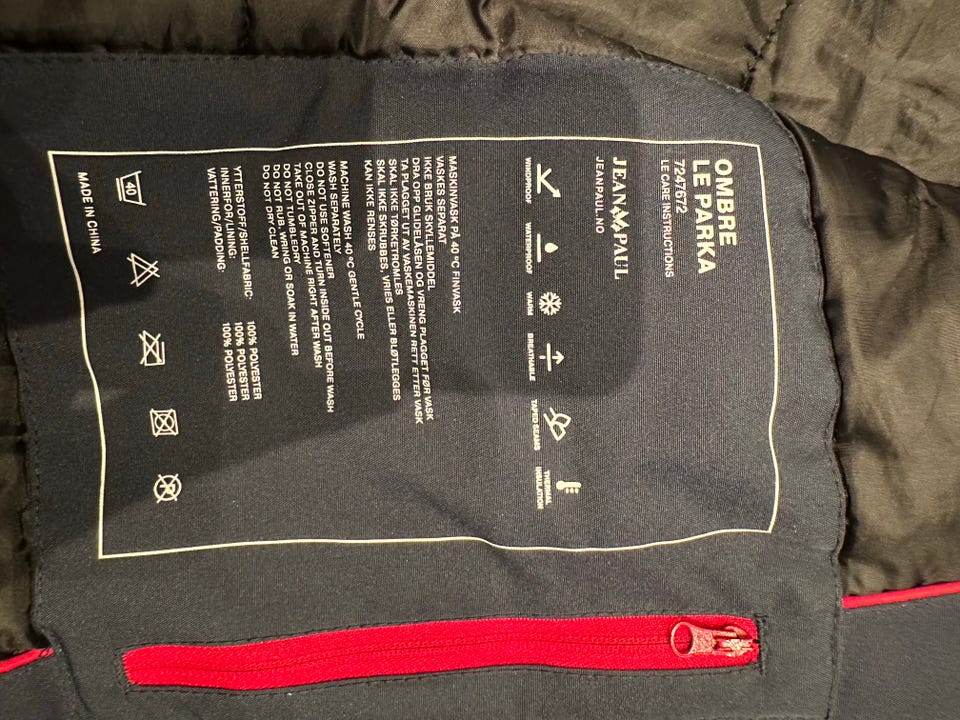 OMBRE
LE PARKA
7247672
LE CARE INSTRUCTIONS
JEAN PAUL
JEANPAUL.NO
WINDPROOF
WATERPROOF
WARM
BREATHABLE
TAPED SEAMS
THERMAL
INSULATION
MASKINVASK PÅ 40 ºC FINVASK
VASKES SEPARAT
IKKE BRUK SKYLLEMIDDEL
DRA OPP GLIDELÅSEN OG VRENG PLAGGET FØR VASK
TA PLAGGET UT AV VASKEMASKINEN RETT ETTER VASK
SKAL IKKE TØRKETROMLES
SKAL IKKE SKRUBBES, VRIES ELLER BLØTLEGGES
KAN IKKE RENSES
MACHINE WASH 40 ºC GENTLE CYCLE
WASH SEPARATELY
DO NOT USE SOFTENER
CLOSE ZIPPER AND TURN INSIDE OUT BEFORE WASH
TAKE OUT OF MACHINE RIGHT AFTER WASH
DO NOT TUMBLEDRY
DO NOT RUB, WRING OR SOAK IN WATER
DO NOT DRY CLEAN
YTTERSTOFF/SHELLFABRIC: 100% POLYESTER
INNERFOR/LINING: 100% POLYESTER
VATTERING/PADDING: 100% POLYESTER
40
MADE IN CHINA